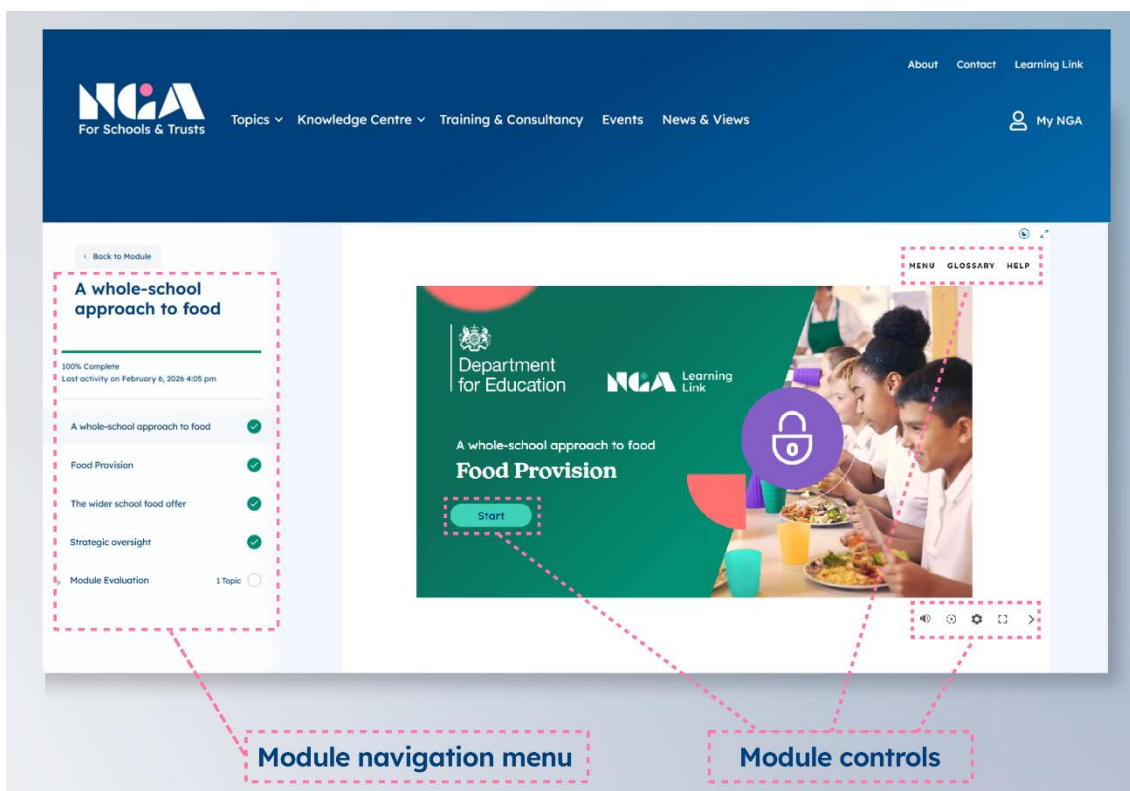 About Contact Learning Link
NGA
For Schools & Trusts
Topics Knowledge Centre Training & Consultancy Events News & Views
My NGA
Back to Module
A whole-school
approach to food
100% Complete
Last activity on February 6, 2026 4:05 pm
A whole-school approach to food
Food Provision
The wider school food offer
Strategic oversight
Module Evaluation 1 Topic
MENU GLOSSARY HELP
Department
for Education
NGA Learning
Link
A whole-school approach to food
Food Provision
Start
Module navigation menu
Module controls